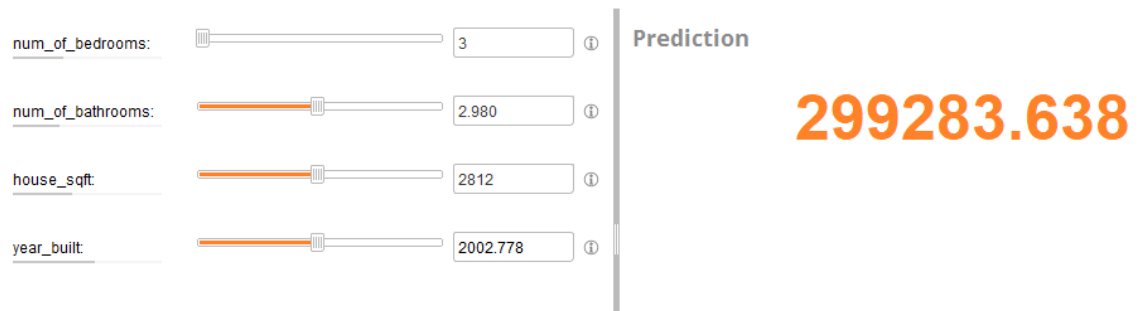 num_of_bedrooms: 3
num_of_bathrooms: 2.980
house_sqft: 2812
year_built: 2002.778
Prediction
299283.638